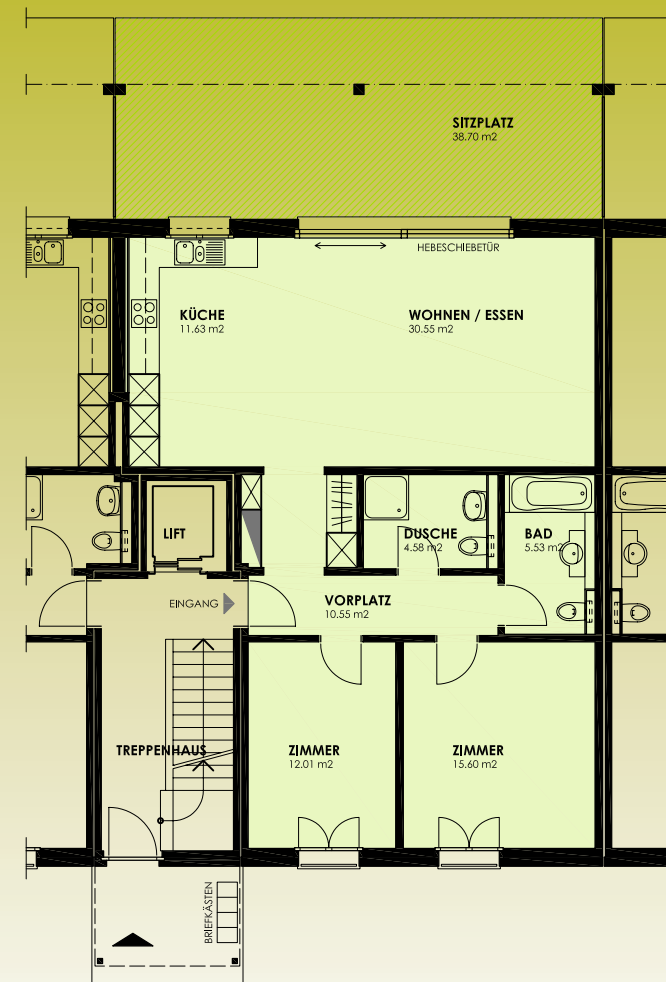 SITZPLATZ
38.70 m2
HEBESCHIEBETÜR
KÜCHE
11.63 m2
WOHNEN / ESSEN
30.55 m2
LIFT
DUSCHE
4.58 m2
BAD
5.53 m2
EINGANG
VORPLATZ
10.55 m2
TREPPENHAUS
ZIMMER
12.01 m2
ZIMMER
15.60 m2
BRIEFKÄSTEN